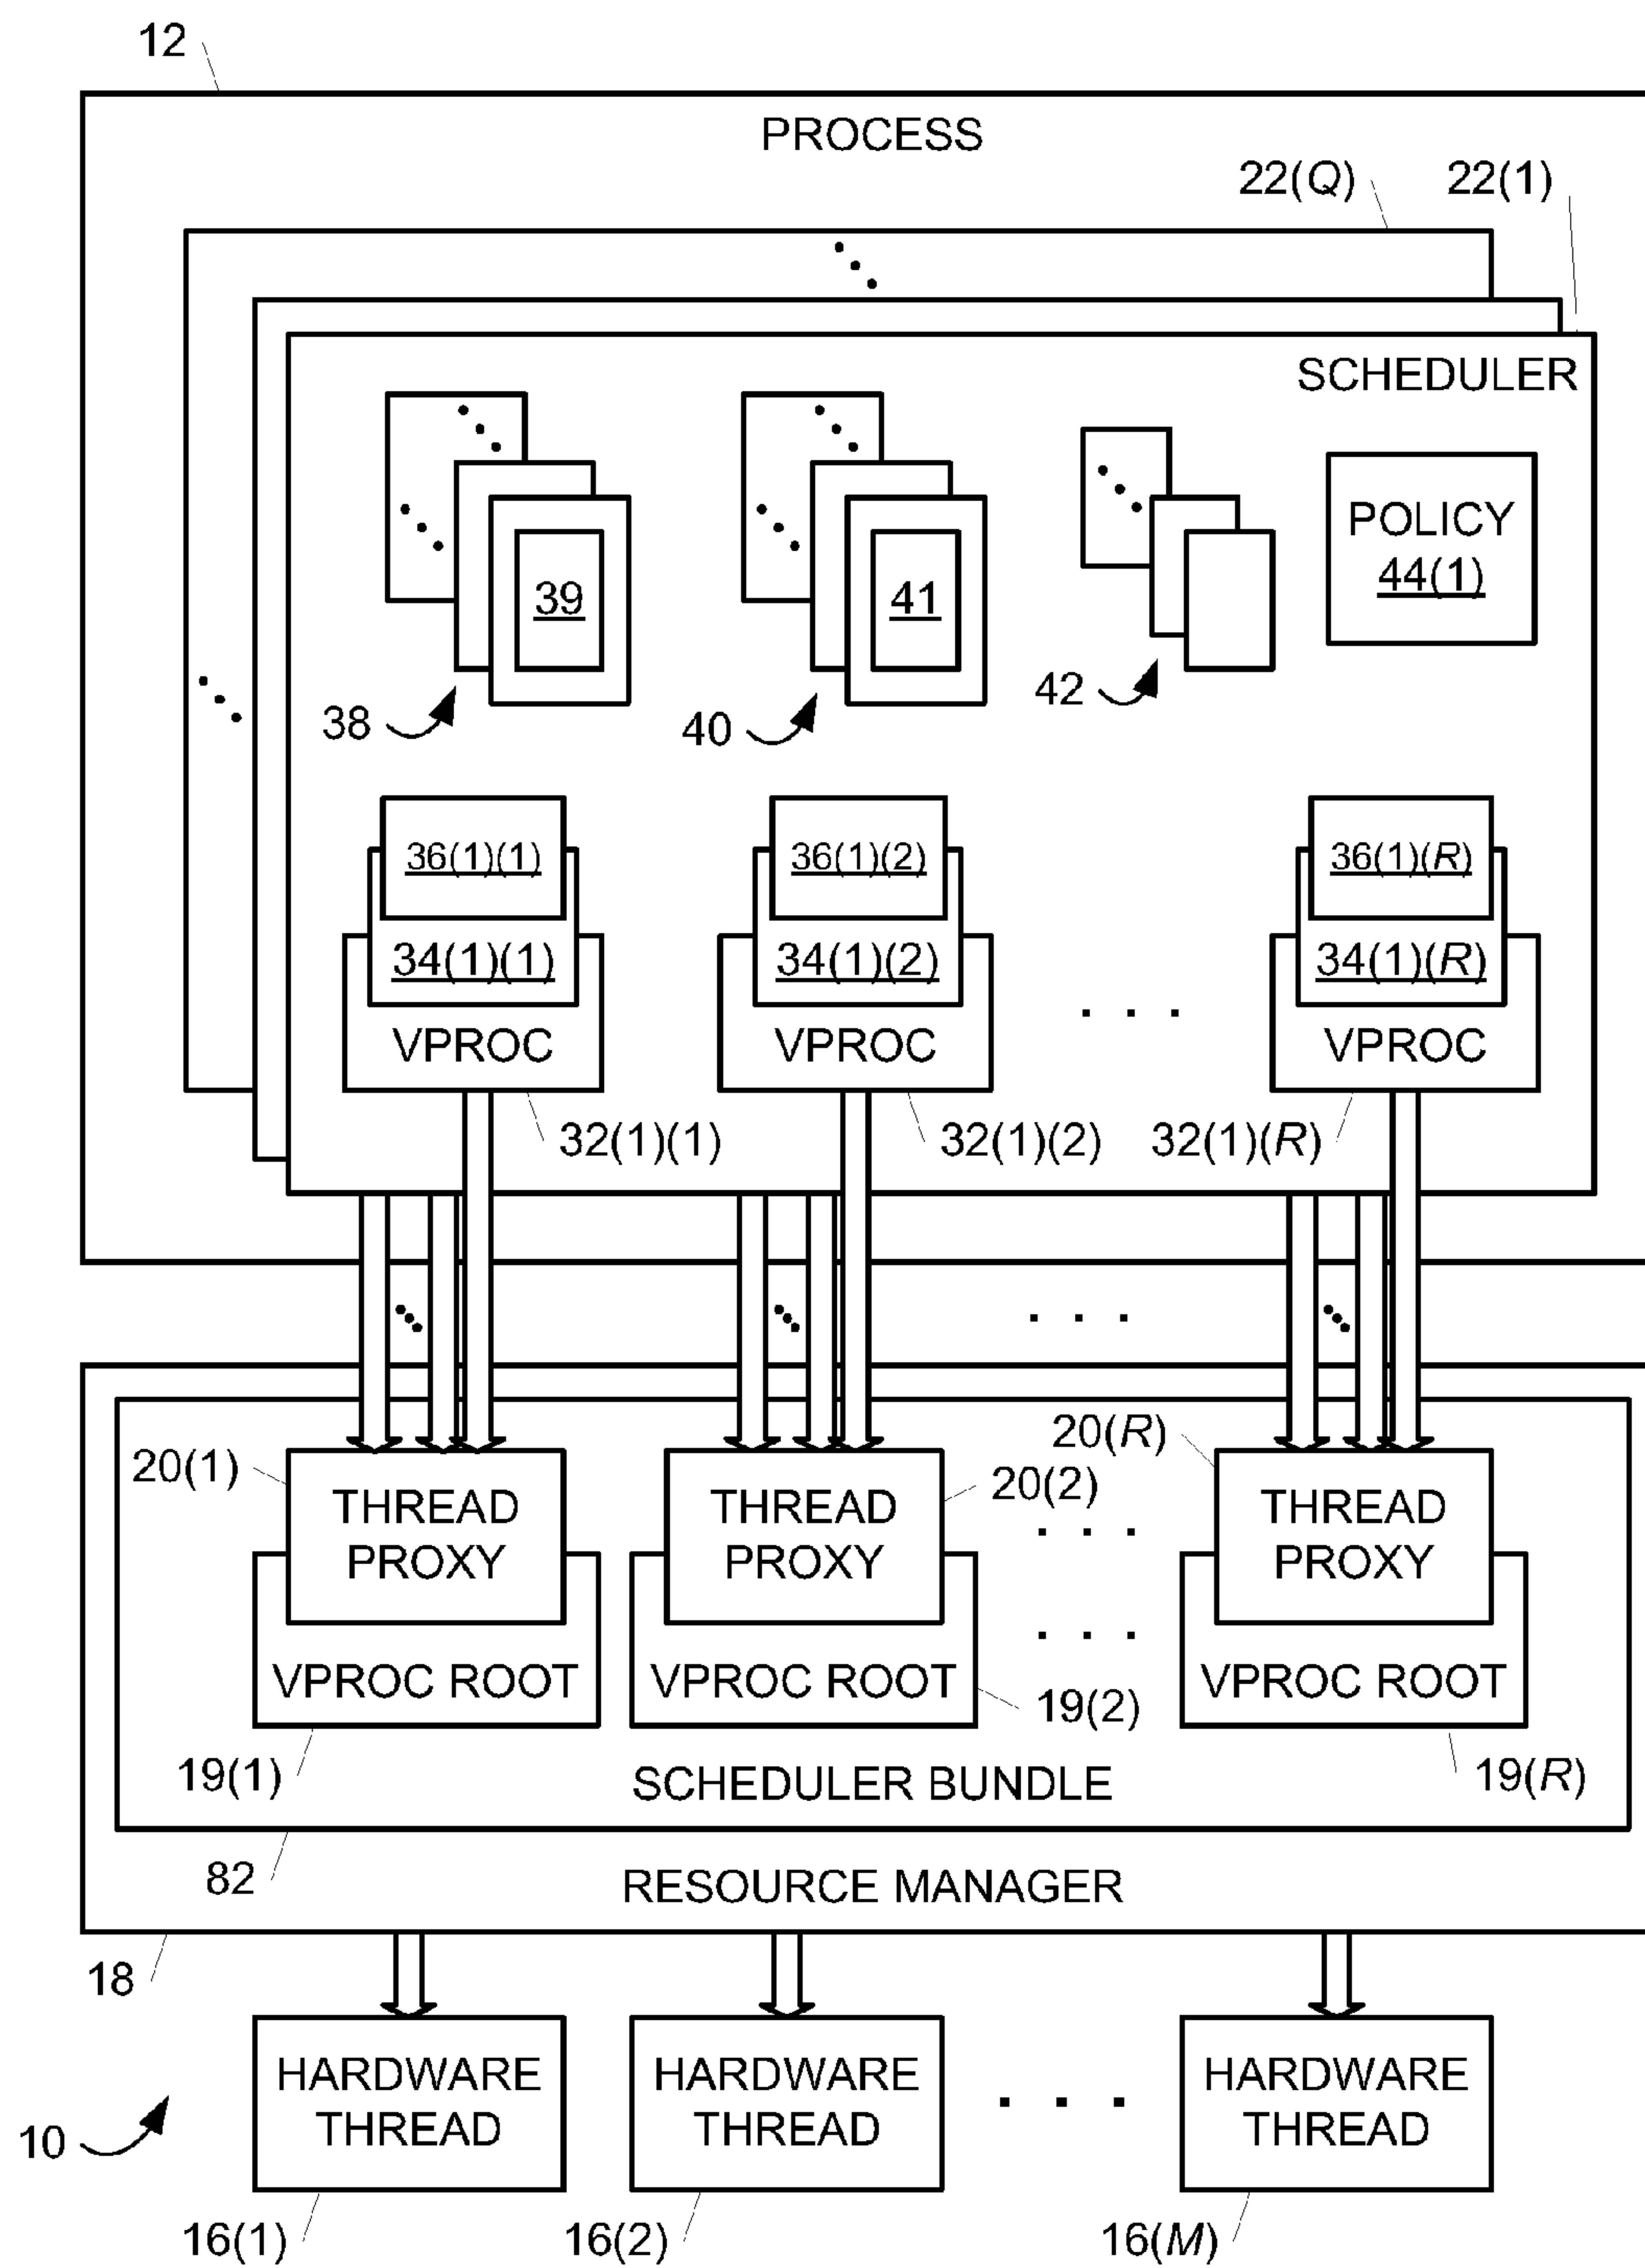 12
PROCESS
22(Q) 22(1)
SCHEDULER
POLICY
44(1)
39 41
42
38 40
36(1)(1) 36(1)(2) 36(1)(R)
34(1)(1) 34(1)(2) 34(1)(R)
. . .
VPROC VPROC VPROC
32(1)(1) 32(1)(2) 32(1)(R)
. . .
20(R)
20(1) 20(2)
THREAD THREAD THREAD
. . .
PROXY PROXY PROXY
. . .
VPROC ROOT VPROC ROOT VPROC ROOT
19(2)
19(1) SCHEDULER BUNDLE 19(R)
82
RESOURCE MANAGER
18
HARDWARE HARDWARE HARDWARE
. . .
THREAD THREAD THREAD
10
16(1) 16(2) 16(M)